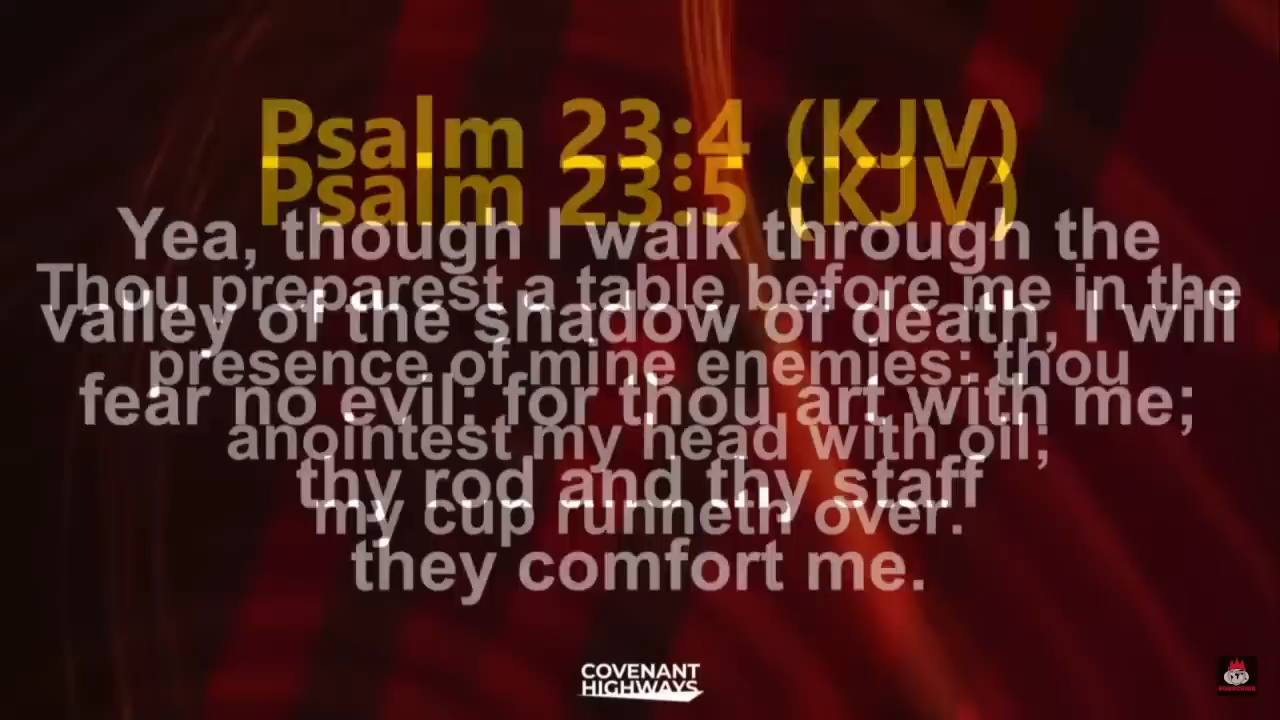 Psalm 23:4 (KJV)
Psalm 23:5 (KJV)
Yea, though I walk through the
Thou preparest a table before me in the
valley of the shadow of death, I will
presence of mine enemies: thou
fear no evil: for thou art with me;
anointest my head with oil;
thy rod and thy staff
my cup runneth over.
they comfort me.
COVENANT
HIGHWAYS
SUBSCRIBE